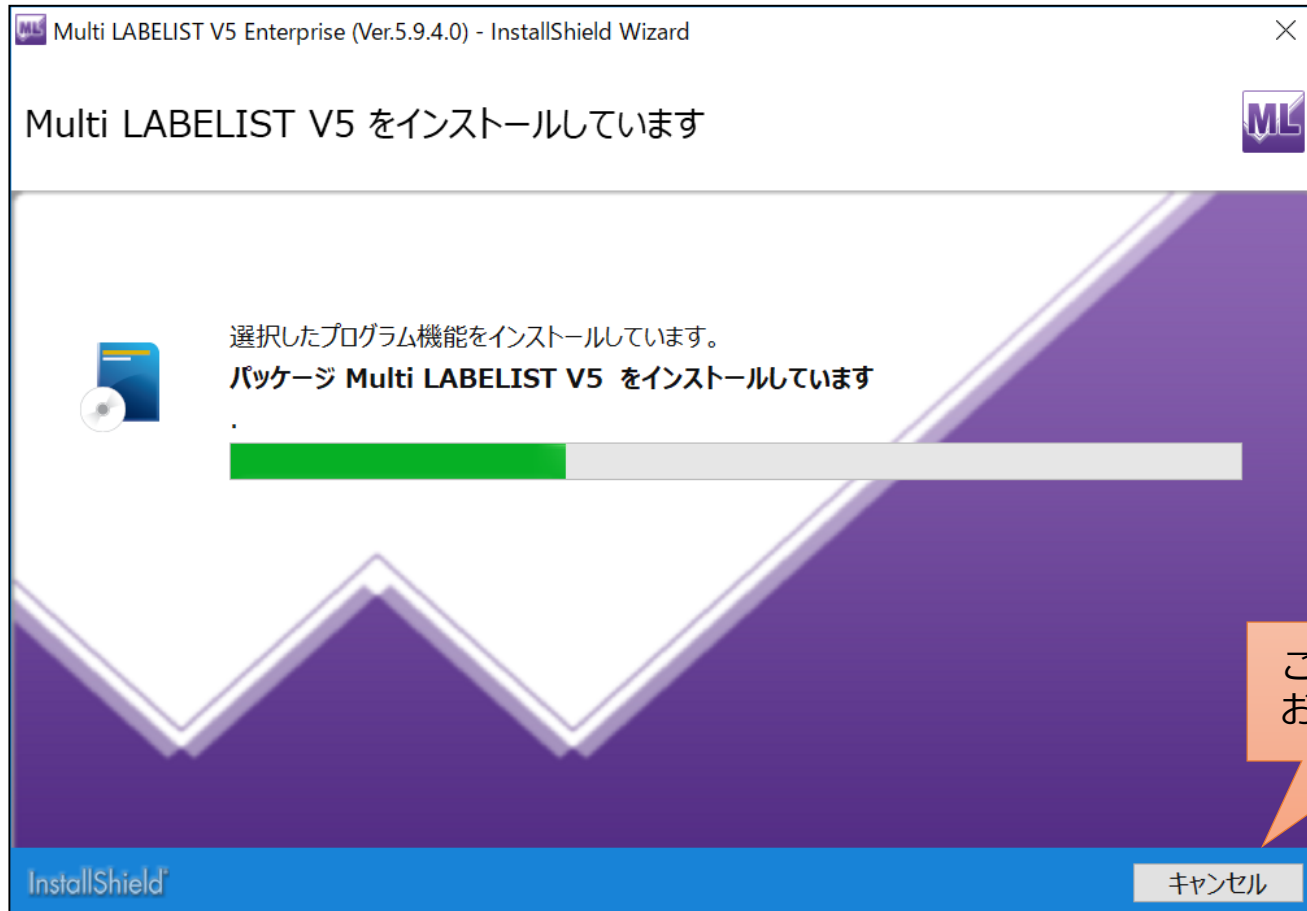 Multi LABELIST V5 Enterprise (Ver.5.9.4.0) - InstallShield Wizard
Multi LABELIST V5 をインストールしています
ML
選択したプログラム機能をインストールしています。
パッケージ Multi LABELIST V5 をインストールしています
.
こ
お
InstallShield
キャンセル